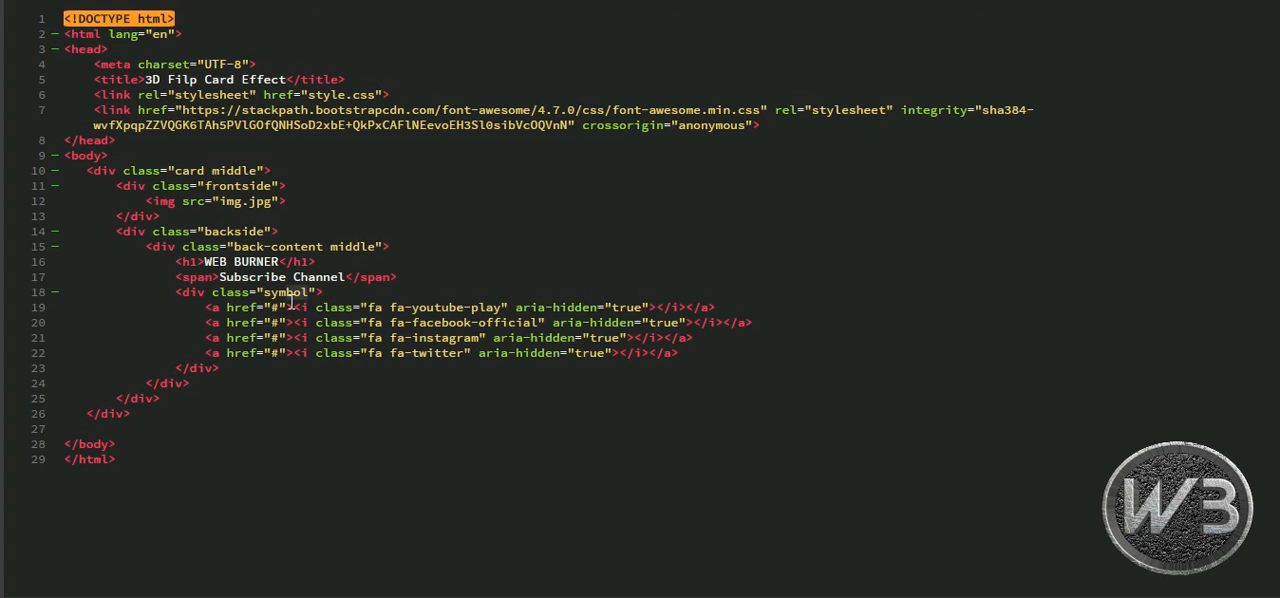 1 <!DOCTYPE html>
2 <html lang="en">
3 <head>
4 <meta charset="UTF-8">
5 <title>3D Filp Card Effect</title>
6 <link rel="stylesheet" href="style.css">
7 <link href="https://stackpath.bootstrapcdn.com/font-awesome/4.7.0/css/font-awesome.min.css" rel="stylesheet" integrity="sha384-
wvfXpqpZZVQGK6TAh5PVlGOfQNHSoD2xbE+QkPxCAFlNEevoEH3Sl0sibVcOQVnN" crossorigin="anonymous">
8 </head>
9 <body>
10 <div class="card middle">
11 <div class="frontside">
12 <img src="img.jpg">
13 </div>
14 <div class="backside">
15 <div class="back-content middle">
16 <h1>WEB BURNER</h1>
17 <span>Subscribe Channel</span>
18 <div class="symbol">
19 <a href="#"><i class="fa fa-youtube-play" aria-hidden="true"></i></a>
20 <a href="#"><i class="fa fa-facebook-official" aria-hidden="true"></i></a>
21 <a href="#"><i class="fa fa-instagram" aria-hidden="true"></i></a>
22 <a href="#"><i class="fa fa-twitter" aria-hidden="true"></i></a>
23 </div>
24 </div>
25 </div>
26 </div>
27
28 </body>
29 </html>
WB